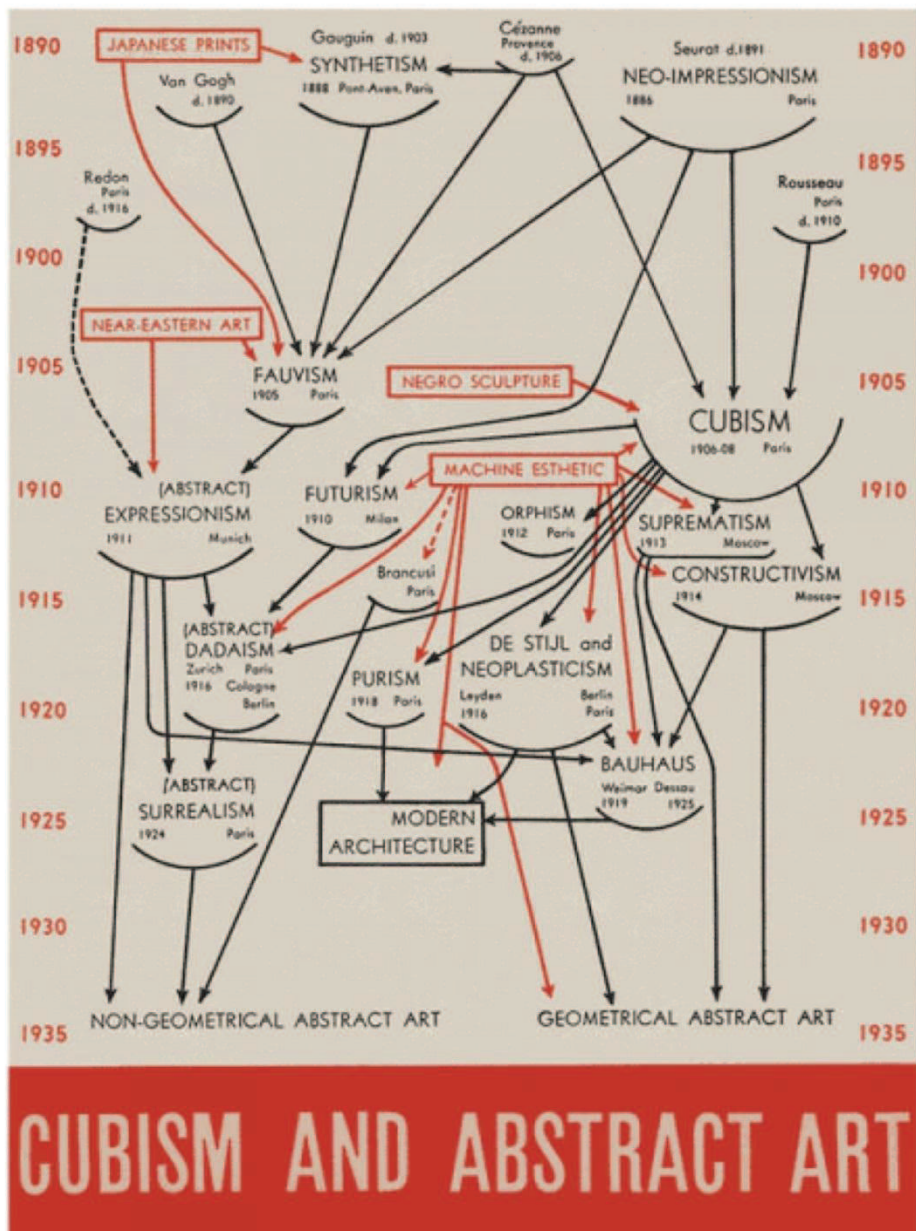 1890
JAPANESE PRINTS
Gauguin d. 1903
SYNTHETISM
1888 Pont-Aven, Paris
Cézanne
Provence
d. 1906
Seurat d.1891
NEO-IMPRESSIONISM
1886 Paris
1890
Van Gogh
d. 1890
1895
1895
Redon
Paris
d. 1916
Rousseau
Paris
d. 1910
1900
1900
NEAR-EASTERN ART
1905
FAUVISM
1905 Paris
NEGRO SCULPTURE
1905
CUBISM
1906-08 Paris
1910
(ABSTRACT)
EXPRESSIONISM
1911 Munich
FUTURISM
1910 Milan
MACHINE ESTHETIC
ORPHISM
1912 Paris
SUPREMATISM
1913 Moscow
1910
CONSTRUCTIVISM
1914 Moscow
Brancusi
Paris
1915
1915
(ABSTRACT)
DADAISM
Zurich Paris
1916 Cologne
Berlin
PURISM
1918 Paris
DE STIJL and
NEOPLASTICISM
Leyden Berlin
1916 Paris
1920
1920
BAUHAUS
Weimar Dessau
1919 1925
(ABSTRACT)
SURREALISM
1924 Paris
MODERN
ARCHITECTURE
1925
1925
1930
1930
NON-GEOMETRICAL ABSTRACT ART
GEOMETRICAL ABSTRACT ART
1935
1935
CUBISM AND ABSTRACT ART